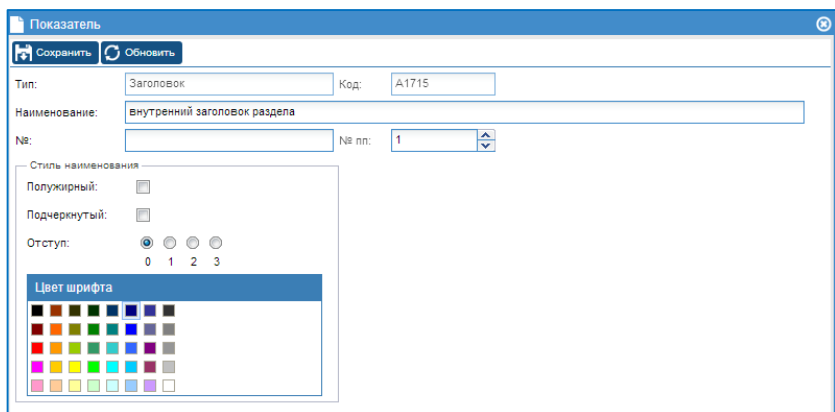 Показатель
Сохранить Обновить
Тип: Заголовок Код: А1715
Наименование: внутренний заголовок раздела
№: № пп: 1
Стиль наименования
Полужирный:
Подчеркнутый:
Отступ:
0 1 2 3
Цвет шрифта